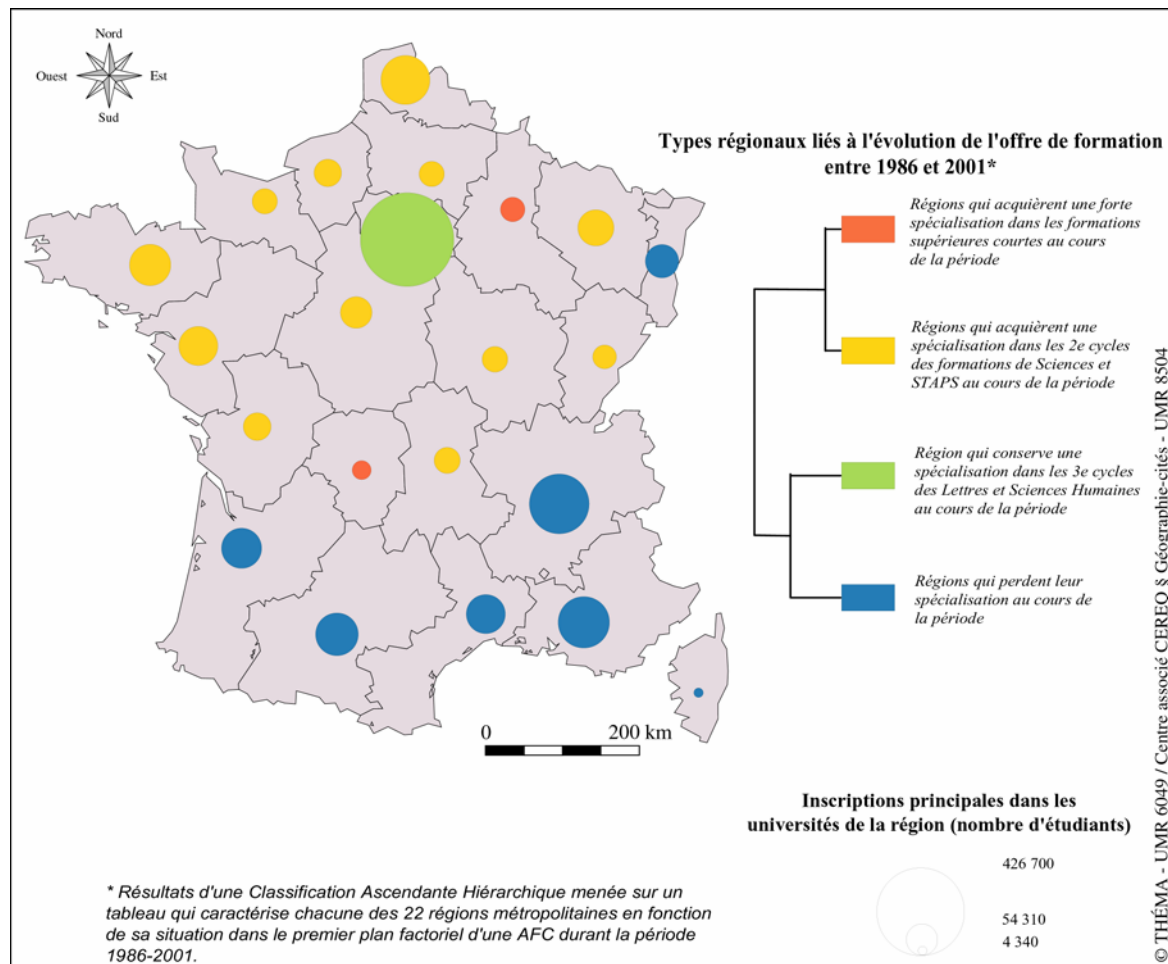 Nord
Ouest
Est
Sud
Types régionaux liés à l'évolution de l'offre de formation
entre 1986 et 2001*
Régions qui acquièrent une forte
spécialisation dans les formations
supérieures courtes au cours
de la période
Régions qui acquièrent une
spécialisation dans les 2e cycles
des formations de Sciences et
STAPS au cours de la période
Région qui conserve une
spécialisation dans les 3e cycles
des Lettres et Sciences Humaines
au cours de la période
Régions qui perdent leur
spécialisation au cours de
la période
0 200 km
Inscriptions principales dans les
universités de la région (nombre d'étudiants)
426 700
54 310
4 340
* Résultats d'une Classification Ascendante Hiérarchique menée sur un
tableau qui caractérise chacune des 22 régions métropolitaines en fonction
de sa situation dans le premier plan factoriel d'une AFC durant la période
1986-2001.
© THÉMA - UMR 6049 / Centre associé CEREQ § Géographie-cités - UMR 8504